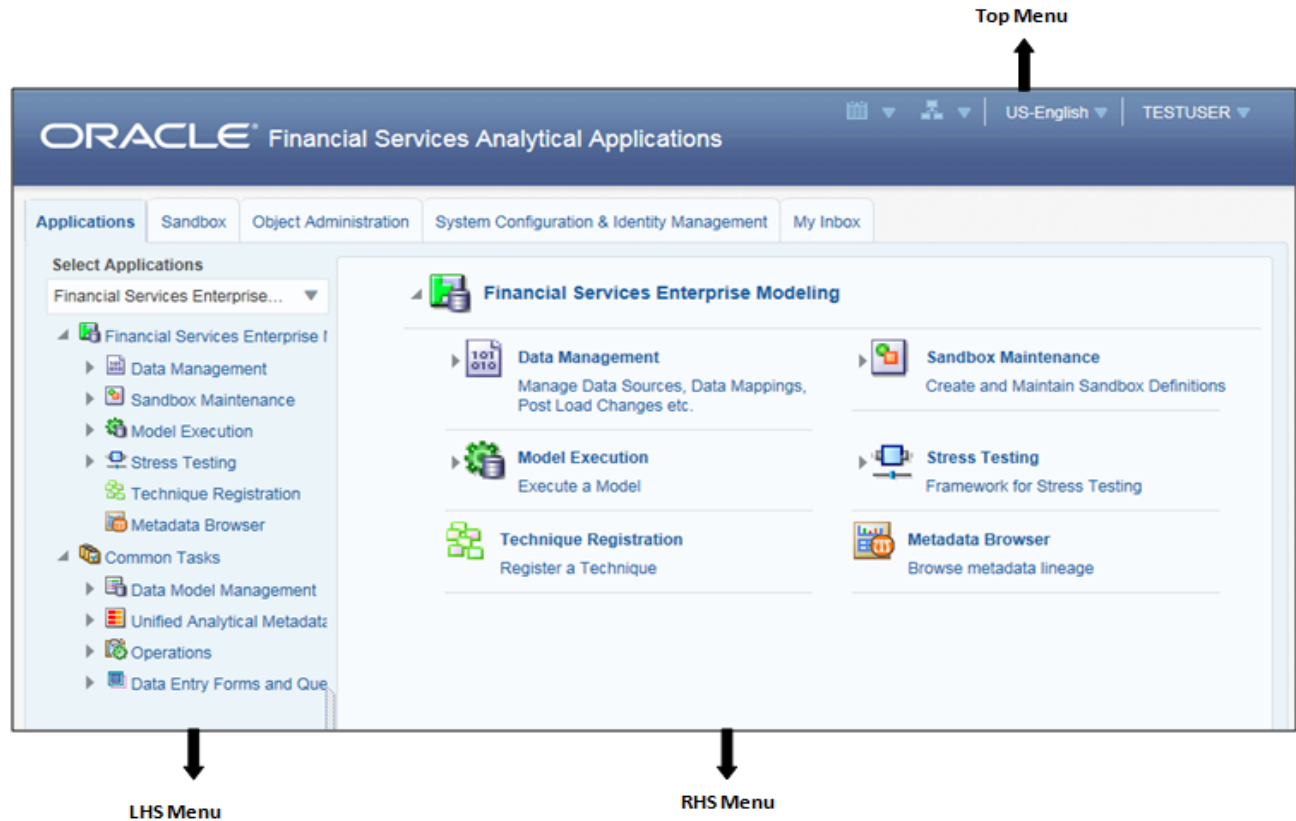 Top Menu
US-English
TESTUSER
ORACLE Financial Services Analytical Applications
Applications
Sandbox
Object Administration
System Configuration & Identity Management
My Inbox
Select Applications
Financial Services Enterprise...
Financial Services Enterprise
Data Management
Sandbox Maintenance
Model Execution
Stress Testing
Technique Registration
Metadata Browser
Common Tasks
Data Model Management
Unified Analytical Metadata
Operations
Data Entry Forms and Que
Financial Services Enterprise Modeling
101
010
Data Management
Manage Data Sources, Data Mappings,
Post Load Changes etc.
Sandbox Maintenance
Create and Maintain Sandbox Definitions
Model Execution
Execute a Model
Stress Testing
Framework for Stress Testing
Technique Registration
Register a Technique
Metadata Browser
Browse metadata lineage
LHS Menu
RHS Menu